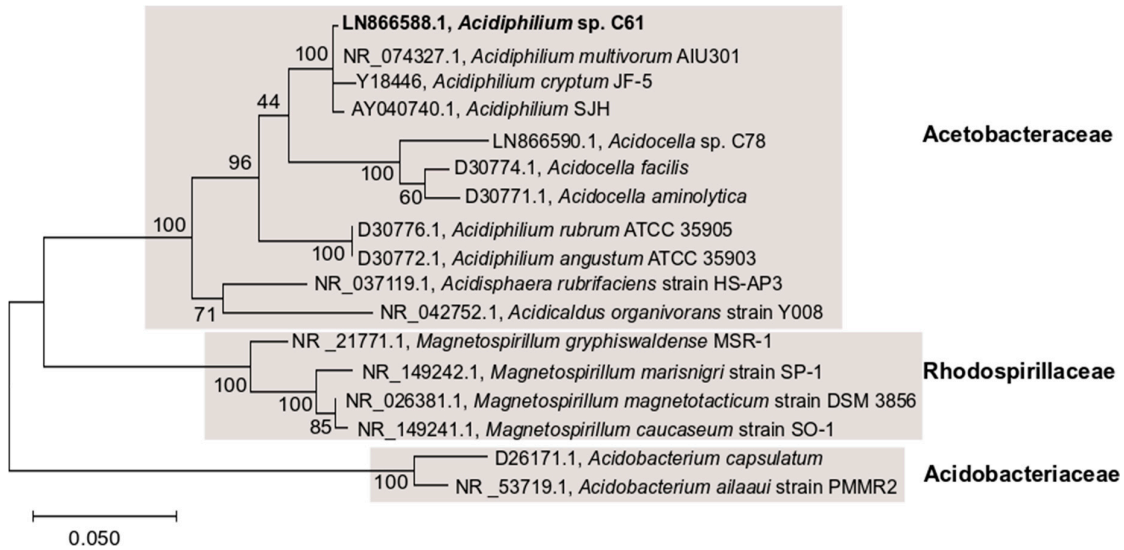 LN866588.1, Acidiphilium sp. C61
100
NR_074327.1, Acidiphilium multivorum AIU301
Y18446, Acidiphilium cryptum JF-5
44
AY040740.1, Acidiphilium SJH
Acetobacteraceae
LN866590.1, Acidocella sp. C78
96
100
D30774.1, Acidocella facilis
60
D30771.1, Acidocella aminolytica
100
D30776.1, Acidiphilium rubrum ATCC 35905
100
D30772.1, Acidiphilium angustum ATCC 35903
NR_037119.1, Acidisphaera rubrifaciens strain HS-AP3
71
NR_042752.1, Acidicaldus organivorans strain Y008
NR _21771.1, Magnetospirillum gryphiswaldense MSR-1
100
NR_149242.1, Magnetospirillum marisnigri strain SP-1
Rhodospirillaceae
100
NR_026381.1, Magnetospirillum magnetotacticum strain DSM 3856
85
NR_149241.1, Magnetospirillum caucaseum strain SO-1
D26171.1, Acidobacterium capsulatum
Acidobacteriaceae
100
NR _53719.1, Acidobacterium ailaaui strain PMMR2
0.050